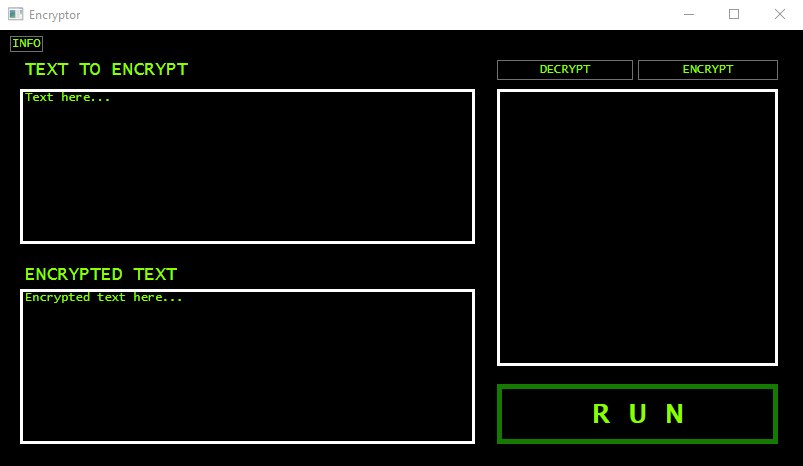 Encryptor
INFO
TEXT TO ENCRYPT
Text here...
ENCRYPTED TEXT
Encrypted text here...
DECRYPT
ENCRYPT
R U N